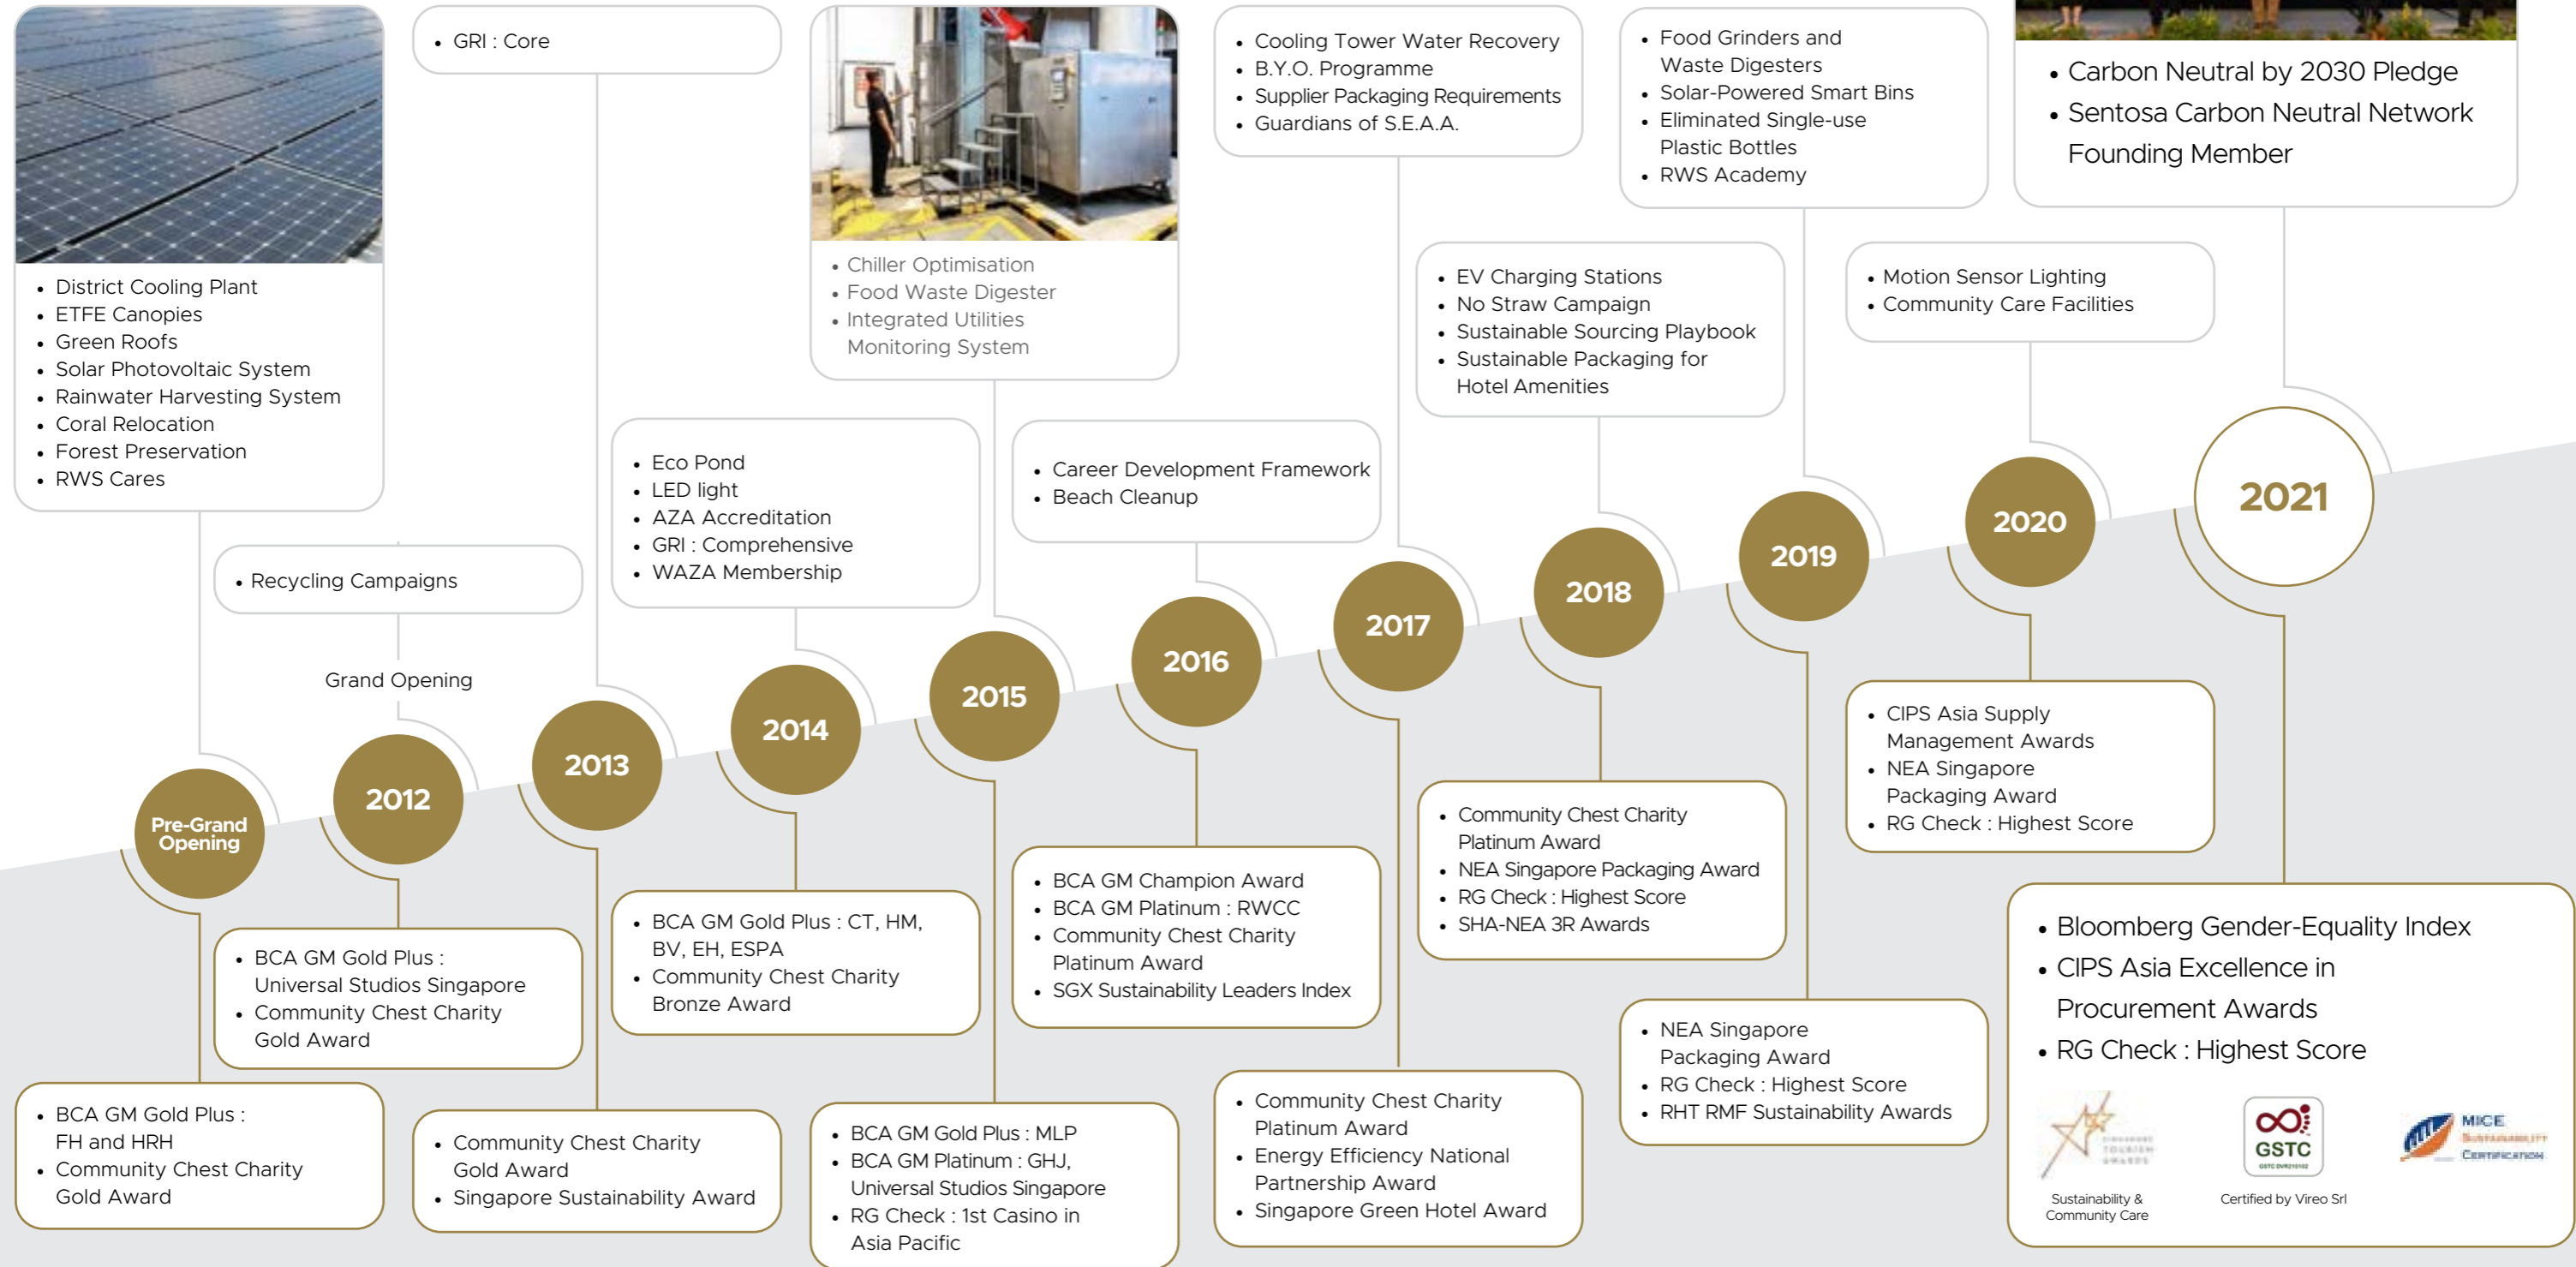 • District Cooling Plant
• ETFE Canopies
• Green Roofs
• Solar Photovoltaic System
• Rainwater Harvesting System
• Coral Relocation
• Forest Preservation
• RWS Cares
Pre-Grand
Opening
• BCA GM Gold Plus :
FH and HRH
• Community Chest Charity
Gold Award
• Recycling Campaigns
Grand Opening
2012
• BCA GM Gold Plus :
Universal Studios Singapore
• Community Chest Charity
Gold Award
• GRI : Core
2013
• Community Chest Charity
Gold Award
• Singapore Sustainability Award
• Eco Pond
• LED light
• AZA Accreditation
• GRI : Comprehensive
• WAZA Membership
2014
• BCA GM Gold Plus : CT, HM,
BV, EH, ESPA
• Community Chest Charity
Bronze Award
• Chiller Optimisation
• Food Waste Digester
• Integrated Utilities
Monitoring System
2015
• BCA GM Gold Plus : MLP
• BCA GM Platinum : GHJ,
Universal Studios Singapore
• RG Check : 1st Casino in
Asia Pacific
• Career Development Framework
• Beach Cleanup
2016
• BCA GM Champion Award
• BCA GM Platinum : RWCC
• Community Chest Charity
Platinum Award
• SGX Sustainability Leaders Index
• Cooling Tower Water Recovery
• B.Y.O. Programme
• Supplier Packaging Requirements
• Guardians of S.E.A.A.
2017
• Community Chest Charity
Platinum Award
• Energy Efficiency National
Partnership Award
• Singapore Green Hotel Award
• EV Charging Stations
• No Straw Campaign
• Sustainable Sourcing Playbook
• Sustainable Packaging for
Hotel Amenities
2018
• Community Chest Charity
Platinum Award
• NEA Singapore Packaging Award
• RG Check : Highest Score
• SHA-NEA 3R Awards
• Food Grinders and
Waste Digesters
• Solar-Powered Smart Bins
• Eliminated Single-use
Plastic Bottles
• RWS Academy
2019
• NEA Singapore
Packaging Award
• RG Check : Highest Score
• RHT RMF Sustainability Awards
• Motion Sensor Lighting
• Community Care Facilities
2020
• CIPS Asia Supply
Management Awards
• NEA Singapore
Packaging Award
• RG Check : Highest Score
• Carbon Neutral by 2030 Pledge
• Sentosa Carbon Neutral Network
Founding Member
2021
• Bloomberg Gender-Equality Index
• CIPS Asia Excellence in
Procurement Awards
• RG Check : Highest Score
SINGAPORE
TOURISM
AWARDS
Sustainability &
Community Care
GSTC
GSTC DVR210102
Certified by Vireo Srl
MICE
SUSTAINABILITY
CERTIFICATION